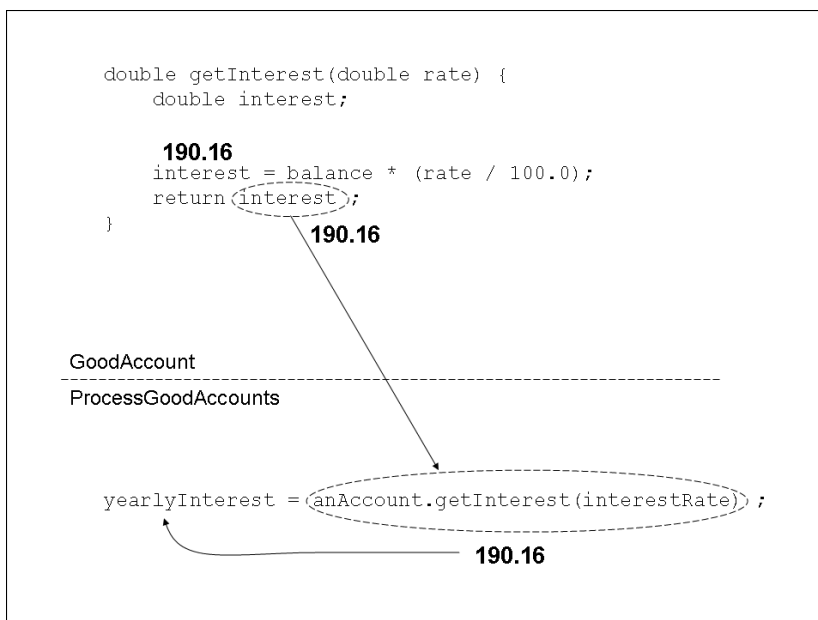 double getInterest(double rate) {
double interest;
190.16
interest = balance * (rate / 100.0);
return interest ;
}
190.16
GoodAccount
ProcessGoodAccounts
yearlyInterest = anAccount.getInterest(interestRate) ;
190.16